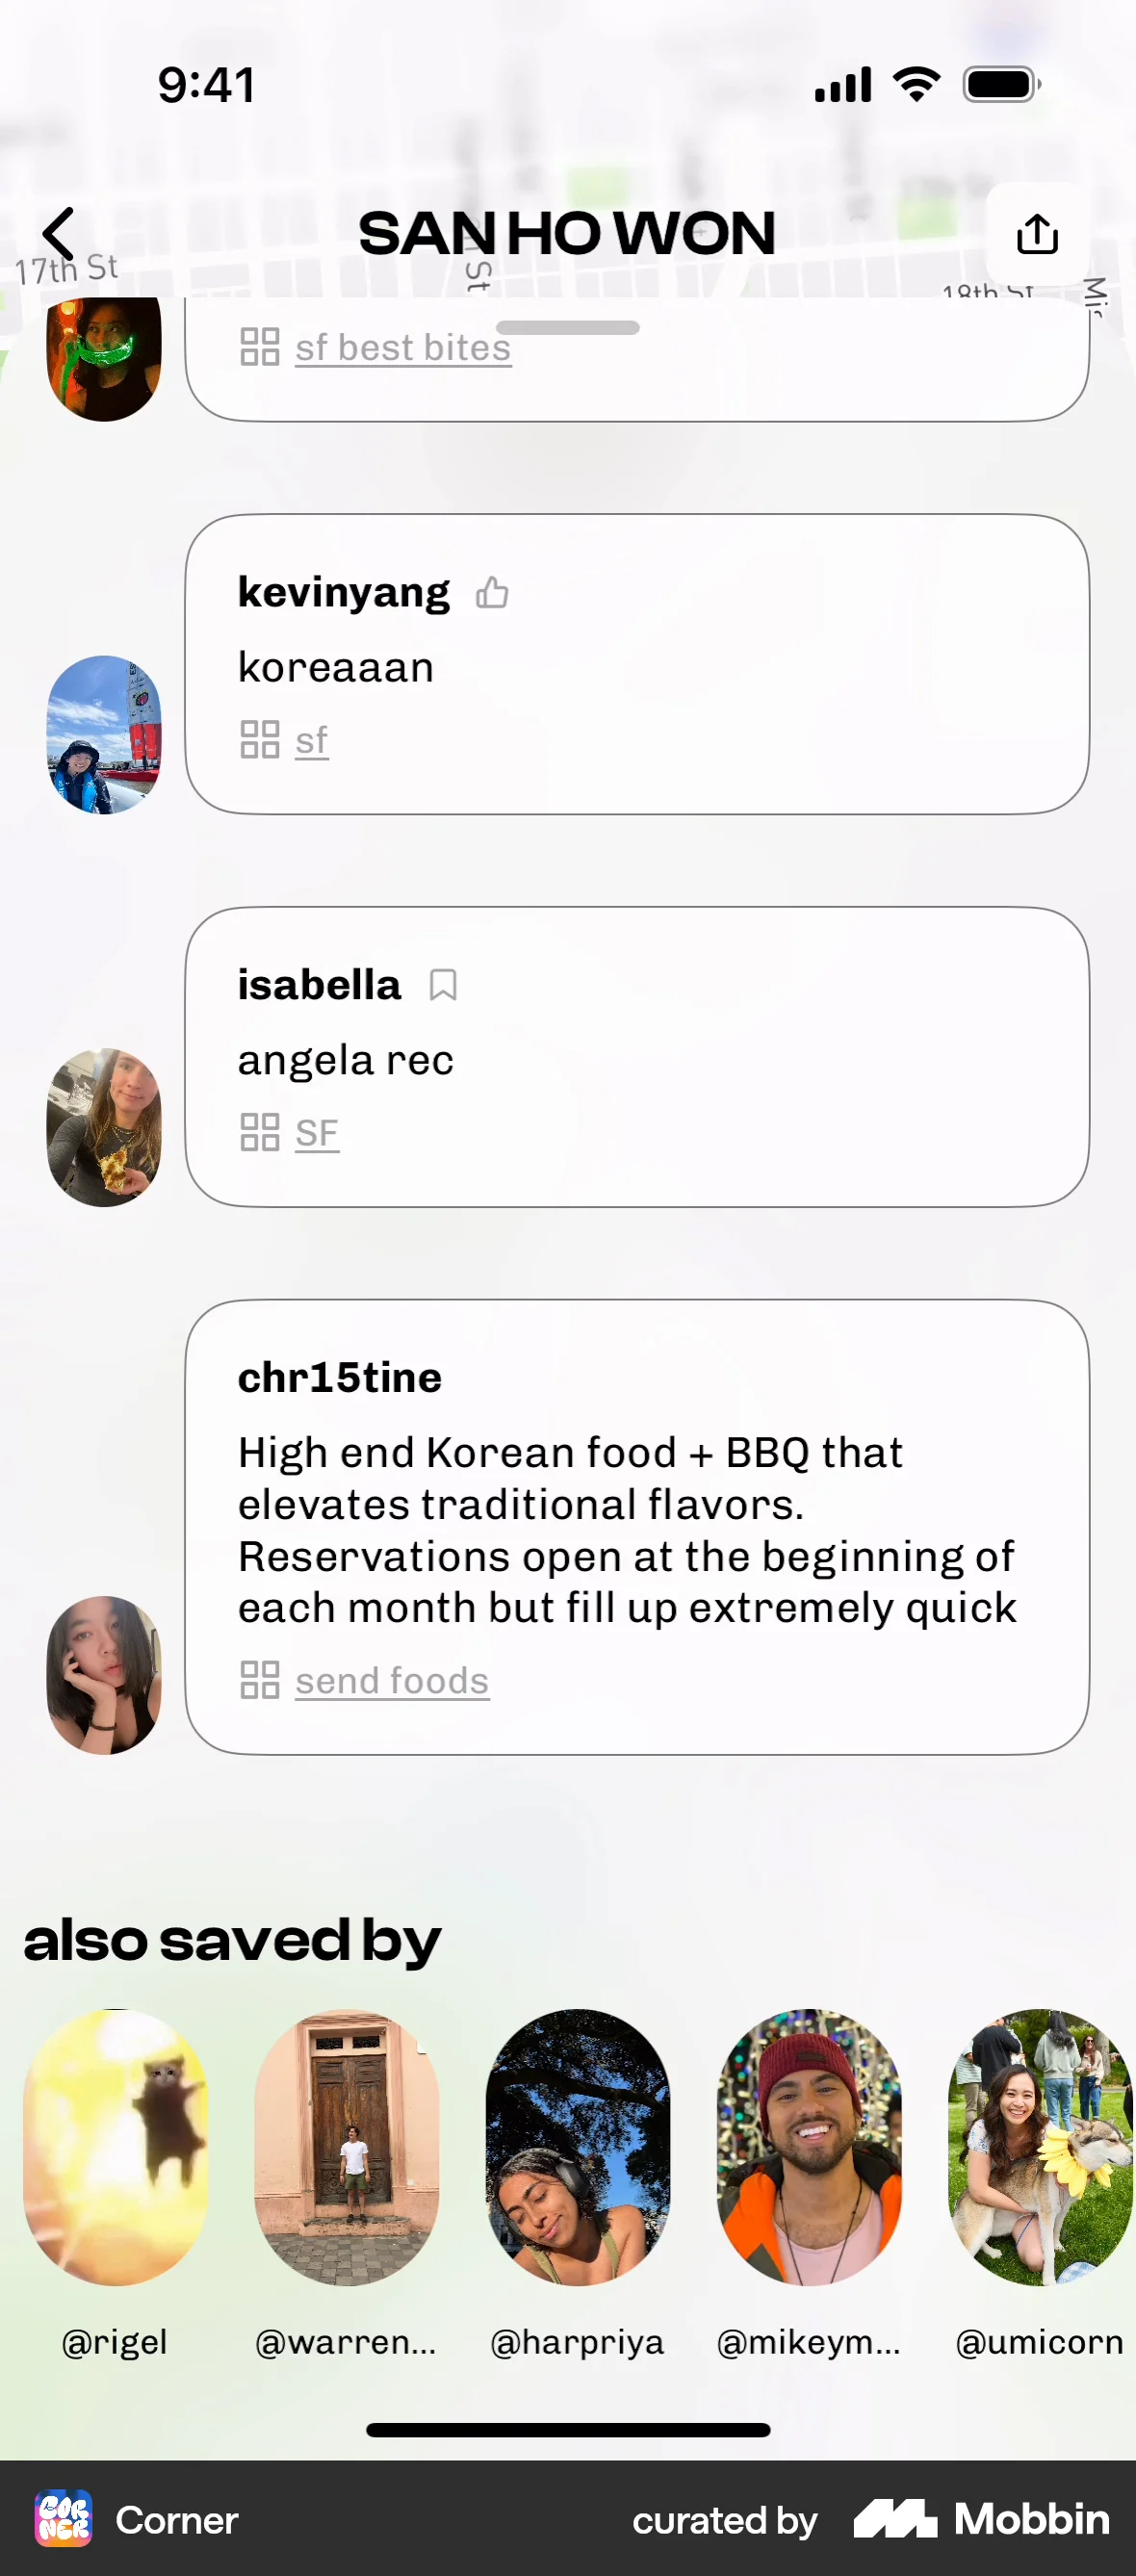 9:41
SAN HO WON
17th St
St
18th St
sf best bites
kevinyang
koreaaan
sf
isabella
angela rec
SF
chr15tine
High end Korean food + BBQ that
elevates traditional flavors.
Reservations open at the beginning of
each month but fill up extremely quick
send foods
also saved by
@rigel
@warren...
@harpriya
@mikeym...
@umicorn
CORNER
Corner
curated by
Mobbin